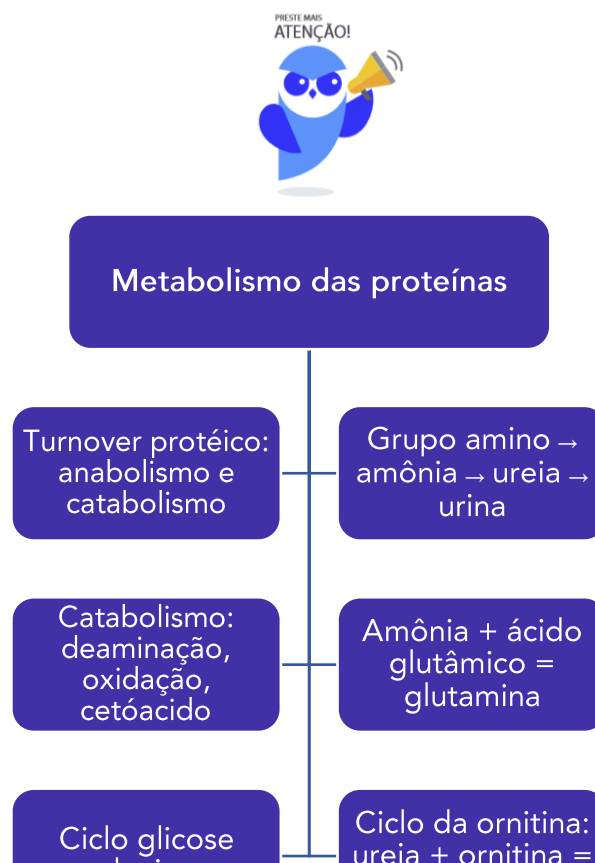 PRESTE MAIS
ATENÇÃO!
Metabolismo das proteínas
Turnover protéico:
anabolismo e
catabolismo
Grupo amino →
amônia → ureia →
urina
Catabolismo:
deaminação,
oxidação,
cetóacido
Amônia + ácido
glutâmico =
glutamina
Ciclo glicose
Ciclo da ornitina:
ureia + ornitina =